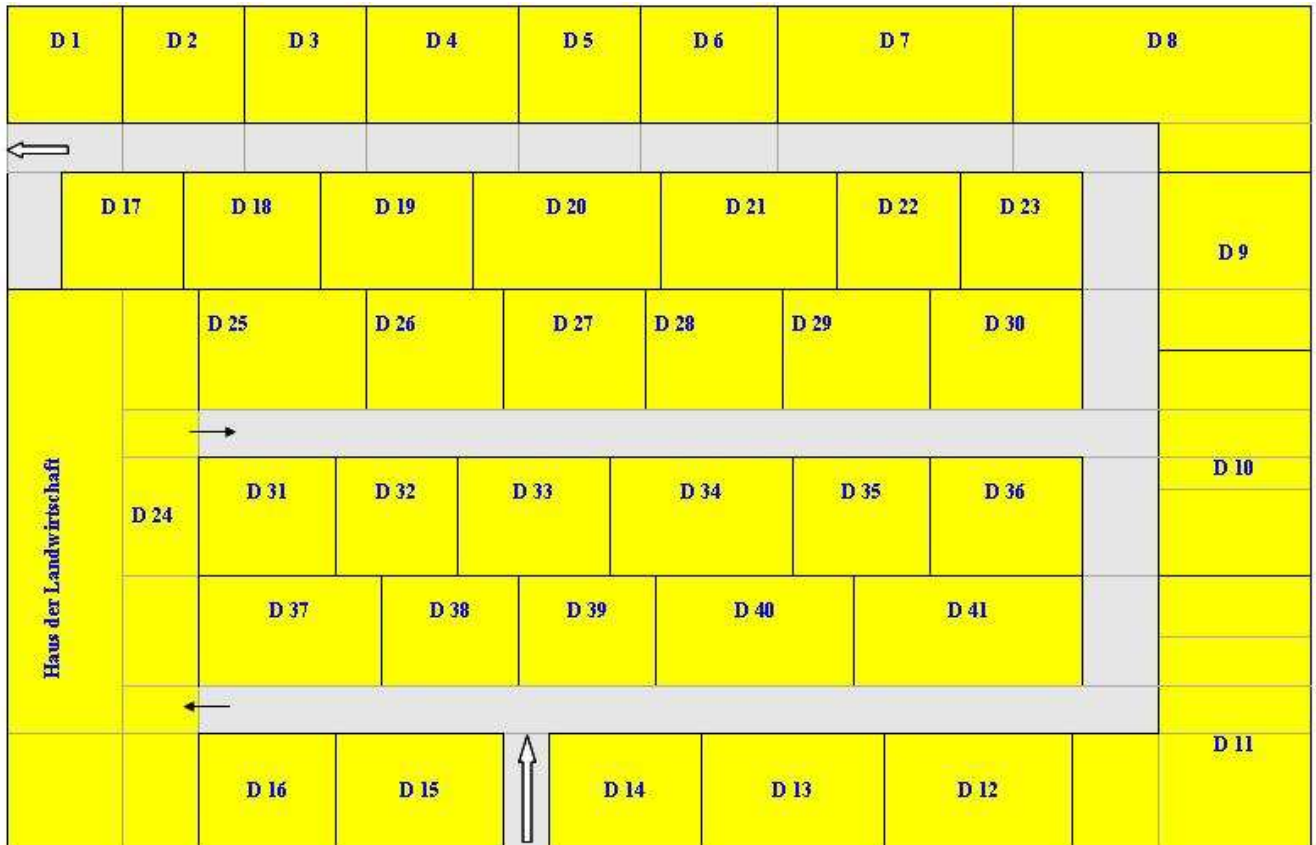 D 1 D 2 D 3 D 4 D 5 D 6 D 7 D 8
D 17 D 18 D 19 D 20 D 21 D 22 D 23
D 9
D 25 D 26 D 27 D 28 D 29 D 30
D 10
D 31 D 32 D 33 D 34 D 35 D 36
D 24
Haus der Landwirtschaft
D 37 D 38 D 39 D 40 D 41
D 11
D 16 D 15 D 14 D 13 D 12